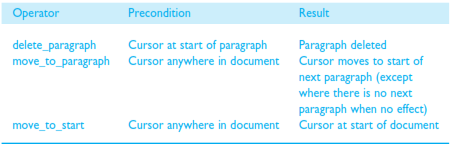 Operator Precondition Result
delete_paragraph Cursor at start of paragraph Paragraph deleted
move_to_paragraph Cursor anywhere in document Cursor moves to start of
next paragraph (except
where there is no next
paragraph when no effect)
move_to_start Cursor anywhere in document Cursor at start of document